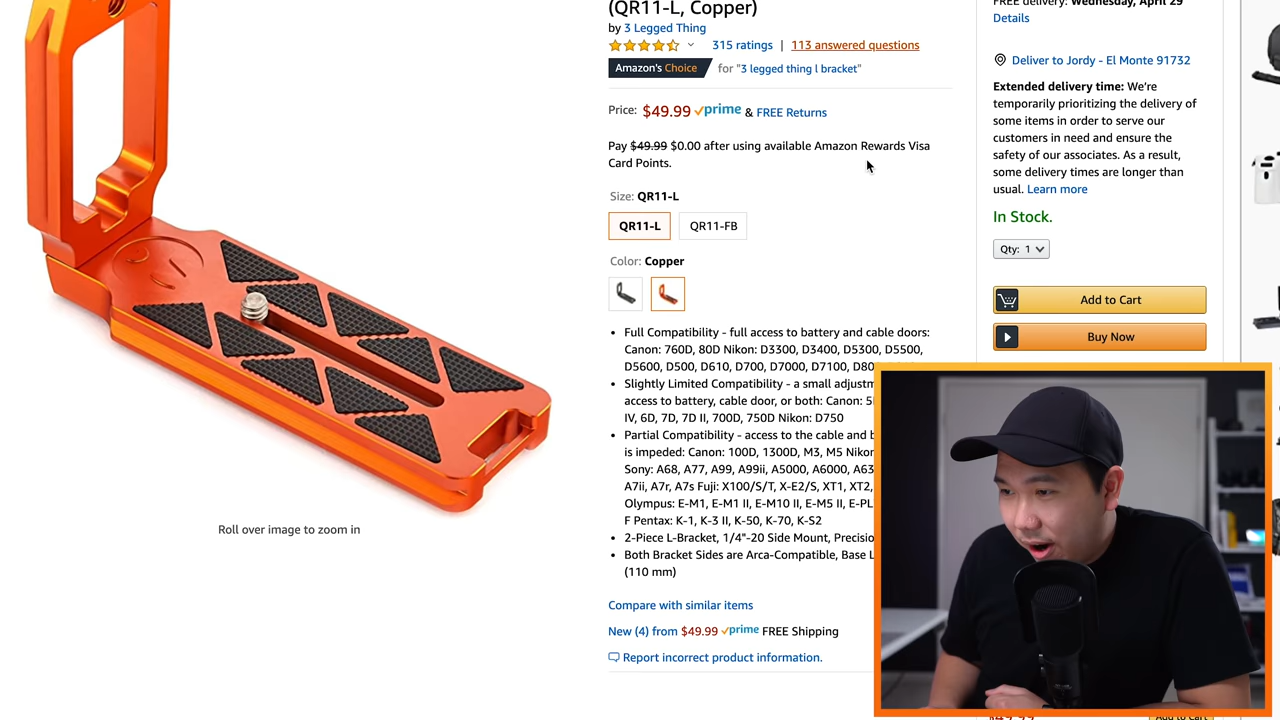 (QR11-L, Copper)
by 3 Legged Thing
315 ratings | 113 answered questions
Amazon's Choice for "3 legged thing l bracket"
Price: $49.99 prime & FREE Returns
Pay $49.99 $0.00 after using available Amazon Rewards Visa
Card Points.
Size: QR11-L
QR11-L QR11-FB
Color: Copper
Full Compatibility - full access to battery and cable doors:
Canon: 760D, 80D Nikon: D3300, D3400, D5300, D5500,
D5600, D500, D610, D700, D7000, D7100,
Slightly Limited Compatibility - a small
access to battery, cable door, or both: Canon:
IV, 6D, 7D, 7D II, 700D, 750D Nikon: D750
Partial Compatibility - access to the cable and
is impeded: Canon: 100D, 1300D, M3, M5
Sony: A68, A77, A99, A99ii, A5000, A6000,
A7ii, A7r, A7s Fuji: X100/S/T, X-E2/S, XT1, XT2,
Olympus: E-M1, E-M1 II, E-M10 II, E-M5 II,
F Pentax: K-1, K-3 II, K-50, K-70, K-S2
2-Piece L-Bracket, 1/4"-20 Side Mount,
Both Bracket Sides are Arca-Compatible, Base
(110 mm)
Compare with similar items
New (4) from $49.99 prime FREE Shipping
Report incorrect product information.
Roll over image to zoom in
FREE delivery: Wednesday, April 29
Details
Deliver to Jordy - El Monte 91732
Extended delivery time: We're
temporarily prioritizing the delivery of
some items in order to serve our
customers in need and ensure the
safety of our associates. As a result,
some delivery times are longer than
usual. Learn more
In Stock.
Qty: 1
Add to Cart
Buy Now